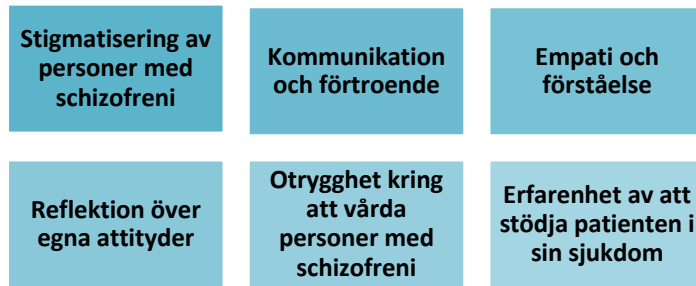 Stigmatisering av
personer med
schizofreni
Kommunikation
och förtroende
Empati och
förståelse
Reflektion över
egna attityder
Otrygghet kring
att vårda
personer med
schizofreni
Erfarenhet av att
stödja patienten i
sin sjukdom